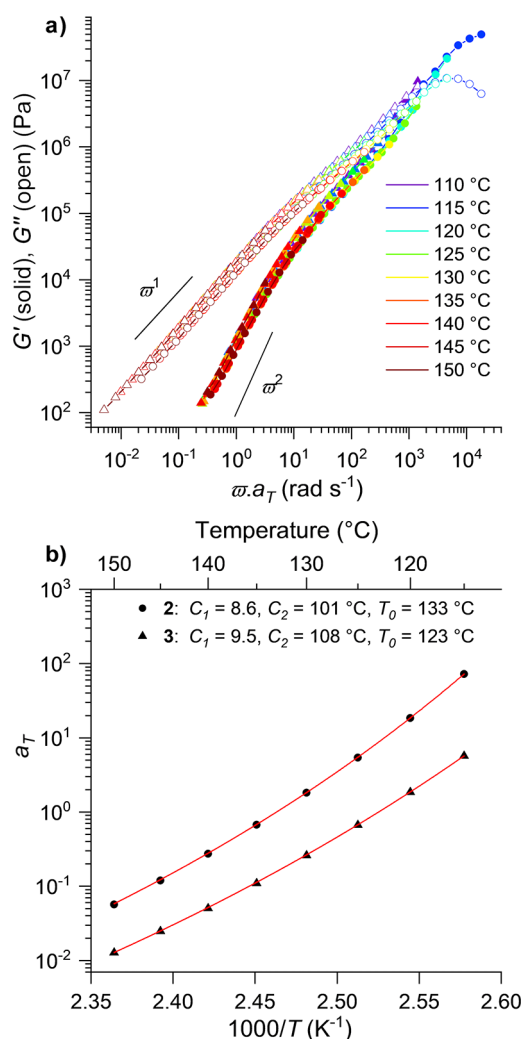 a)
10⁷
10⁶
10⁵
10⁴
10³
10²
G′ (solid), G″ (open) (Pa)
ϖ¹
ϖ²
110 °C
115 °C
120 °C
125 °C
130 °C
135 °C
140 °C
145 °C
150 °C
10⁻² 10⁻¹ 10⁰ 10¹ 10² 10³ 10⁴
ϖ.a_T (rad s⁻¹)
b)
Temperature (°C)
150 140 130 120
2: C₁ = 8.6, C₂ = 101 °C, T₀ = 133 °C
3: C₁ = 9.5, C₂ = 108 °C, T₀ = 123 °C
10³
10²
10¹
10⁰
10⁻¹
10⁻²
a_T
2.35 2.40 2.45 2.50 2.55 2.60
1000/T (K⁻¹)